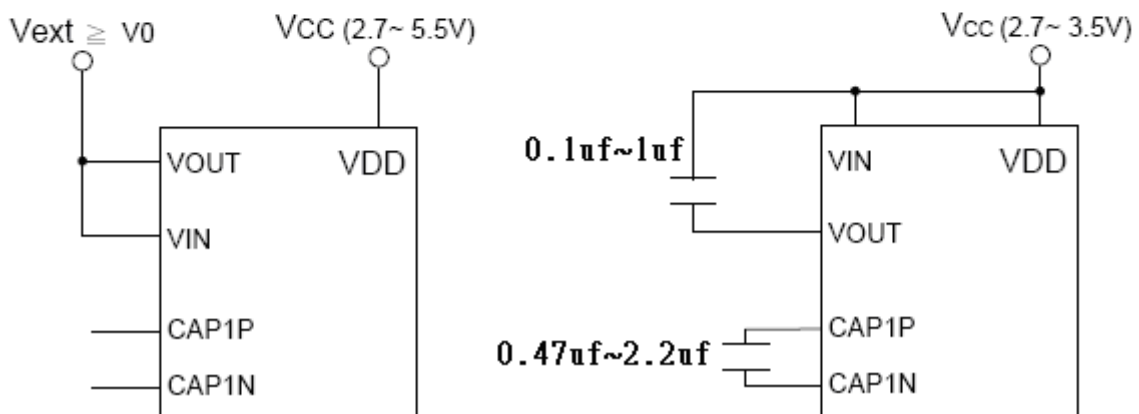 Vext ≧ V0
VCC (2.7~ 5.5V)
VOUT
VDD
VIN
CAP1P
CAP1N
Vcc (2.7~ 3.5V)
0.1uf~1uf
VIN
VDD
VOUT
0.47uf~2.2uf
CAP1P
CAP1N